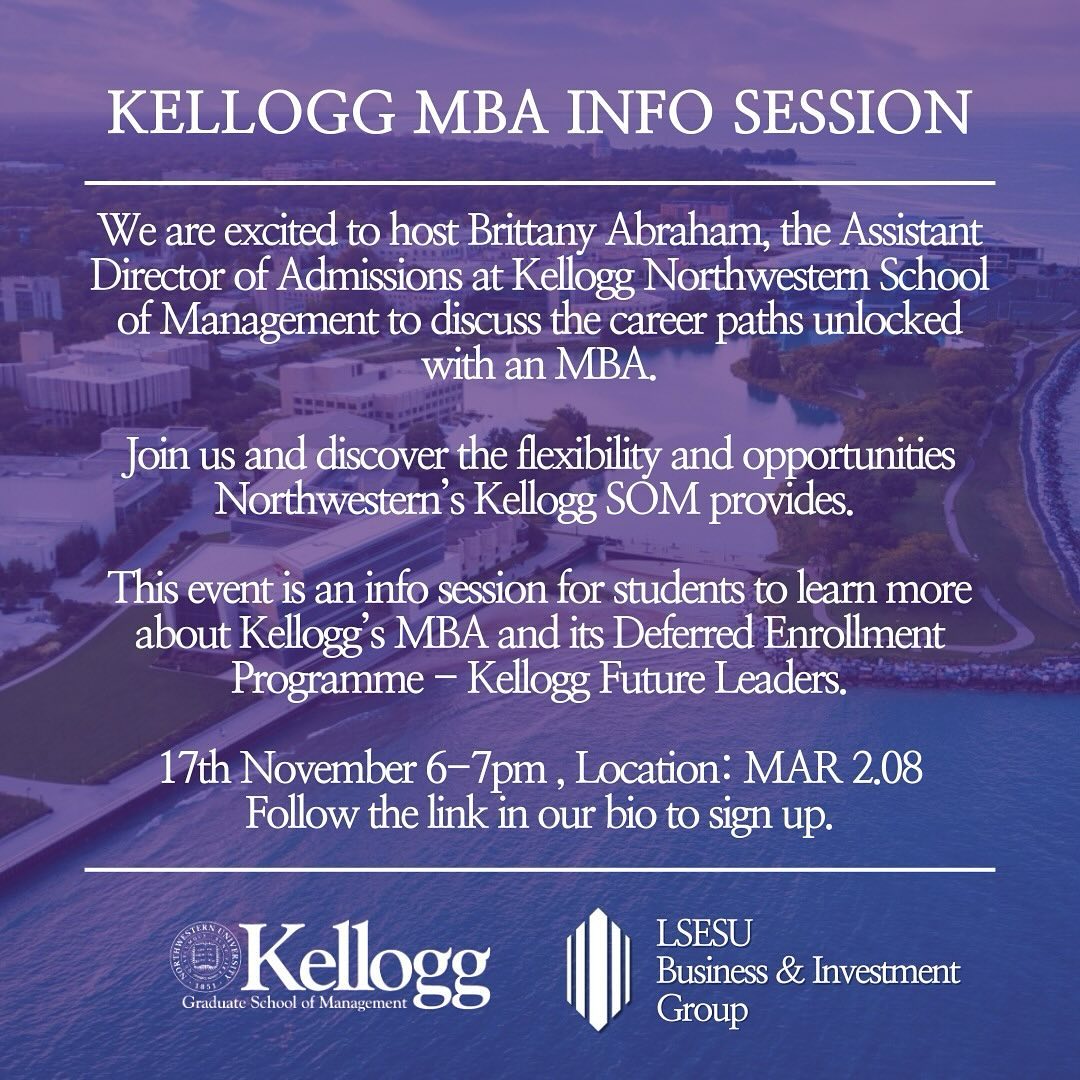 KELLOGG MBA INFO SESSION
We are excited to host Brittany Abraham, the Assistant
Director of Admissions at Kellogg Northwestern School
of Management to discuss the career paths unlocked
with an MBA.
Join us and discover the flexibility and opportunities
Northwestern's Kellogg SOM provides.
This event is an info session for students to learn more
about Kellogg's MBA and its Deferred Enrollment
Programme – Kellogg Future Leaders.
17th November 6-7pm , Location: MAR 2.08
Follow the link in our bio to sign up.
NORTHWESTERN UNIVERSITY
1851
Kellogg
Graduate School of Management
LSESU
Business & Investment
Group